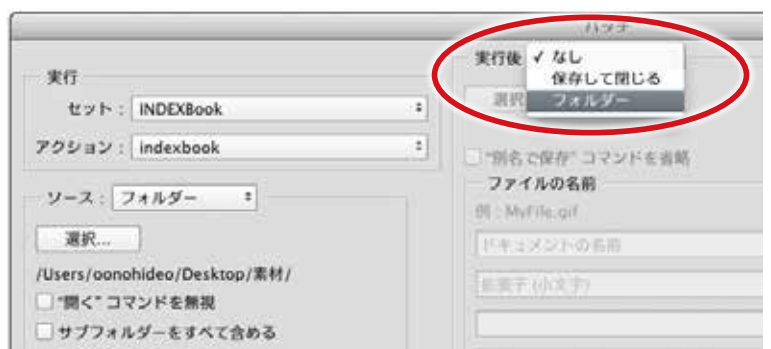 バッチ
実行
セット： INDEXBook
アクション： indexbook
ソース： フォルダー
選択...
/Users/oonohideo/Desktop/素材/
"開く" コマンドを無視
サブフォルダーをすべて含める
実行後 ✓ なし
保存して閉じる
選択 フォルダー
"別名で保存" コマンドを省略
ファイルの名前
例：MyFile.gif
ドキュメントの名前
拡張子 (小文字)